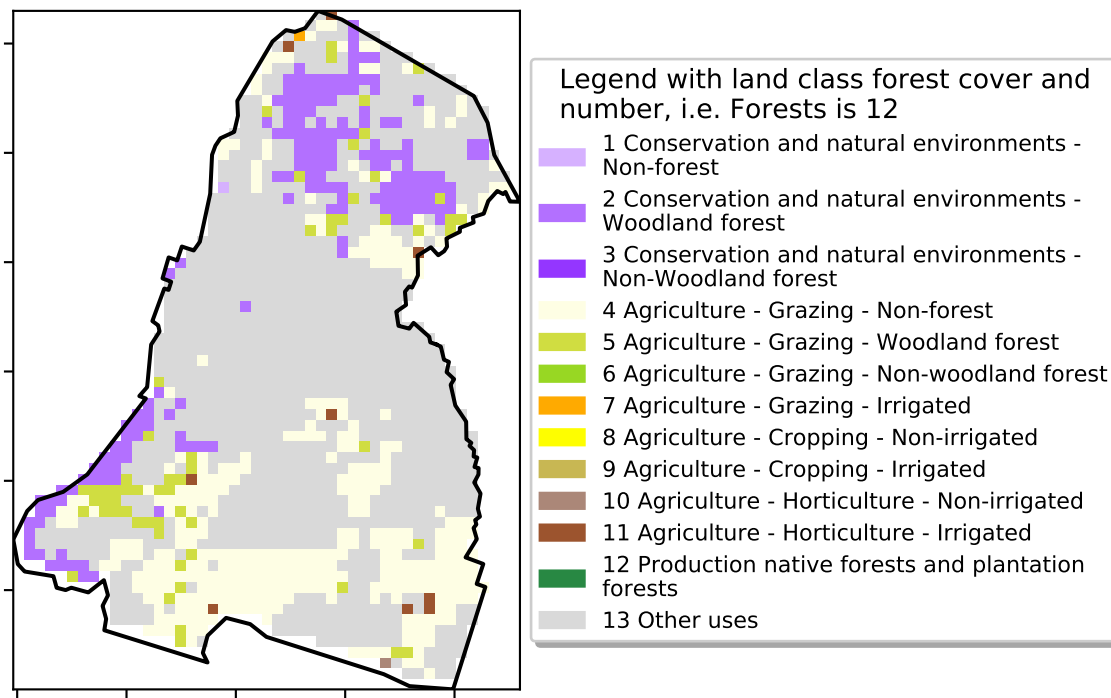 Legend with land class forest cover and
number, i.e. Forests is 12
1 Conservation and natural environments -
Non-forest
2 Conservation and natural environments -
Woodland forest
3 Conservation and natural environments -
Non-Woodland forest
4 Agriculture - Grazing - Non-forest
5 Agriculture - Grazing - Woodland forest
6 Agriculture - Grazing - Non-woodland forest
7 Agriculture - Grazing - Irrigated
8 Agriculture - Cropping - Non-irrigated
9 Agriculture - Cropping - Irrigated
10 Agriculture - Horticulture - Non-irrigated
11 Agriculture - Horticulture - Irrigated
12 Production native forests and plantation
forests
13 Other uses